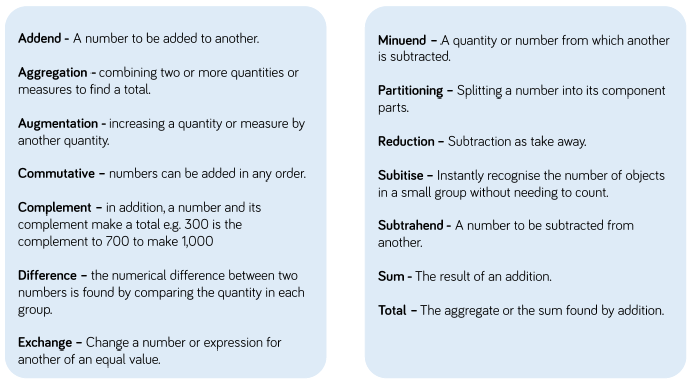 Addend - A number to be added to another.
Aggregation - combining two or more quantities or
measures to find a total.
Augmentation - increasing a quantity or measure by
another quantity.
Commutative – numbers can be added in any order.
Complement – in addition, a number and its
complement make a total e.g. 300 is the
complement to 700 to make 1,000
Difference – the numerical difference between two
numbers is found by comparing the quantity in each
group.
Exchange – Change a number or expression for
another of an equal value.
Minuend – A quantity or number from which another
is subtracted.
Partitioning – Splitting a number into its component
parts.
Reduction – Subtraction as take away.
Subitise – Instantly recognise the number of objects
in a small group without needing to count.
Subtrahend - A number to be subtracted from
another.
Sum - The result of an addition.
Total – The aggregate or the sum found by addition.